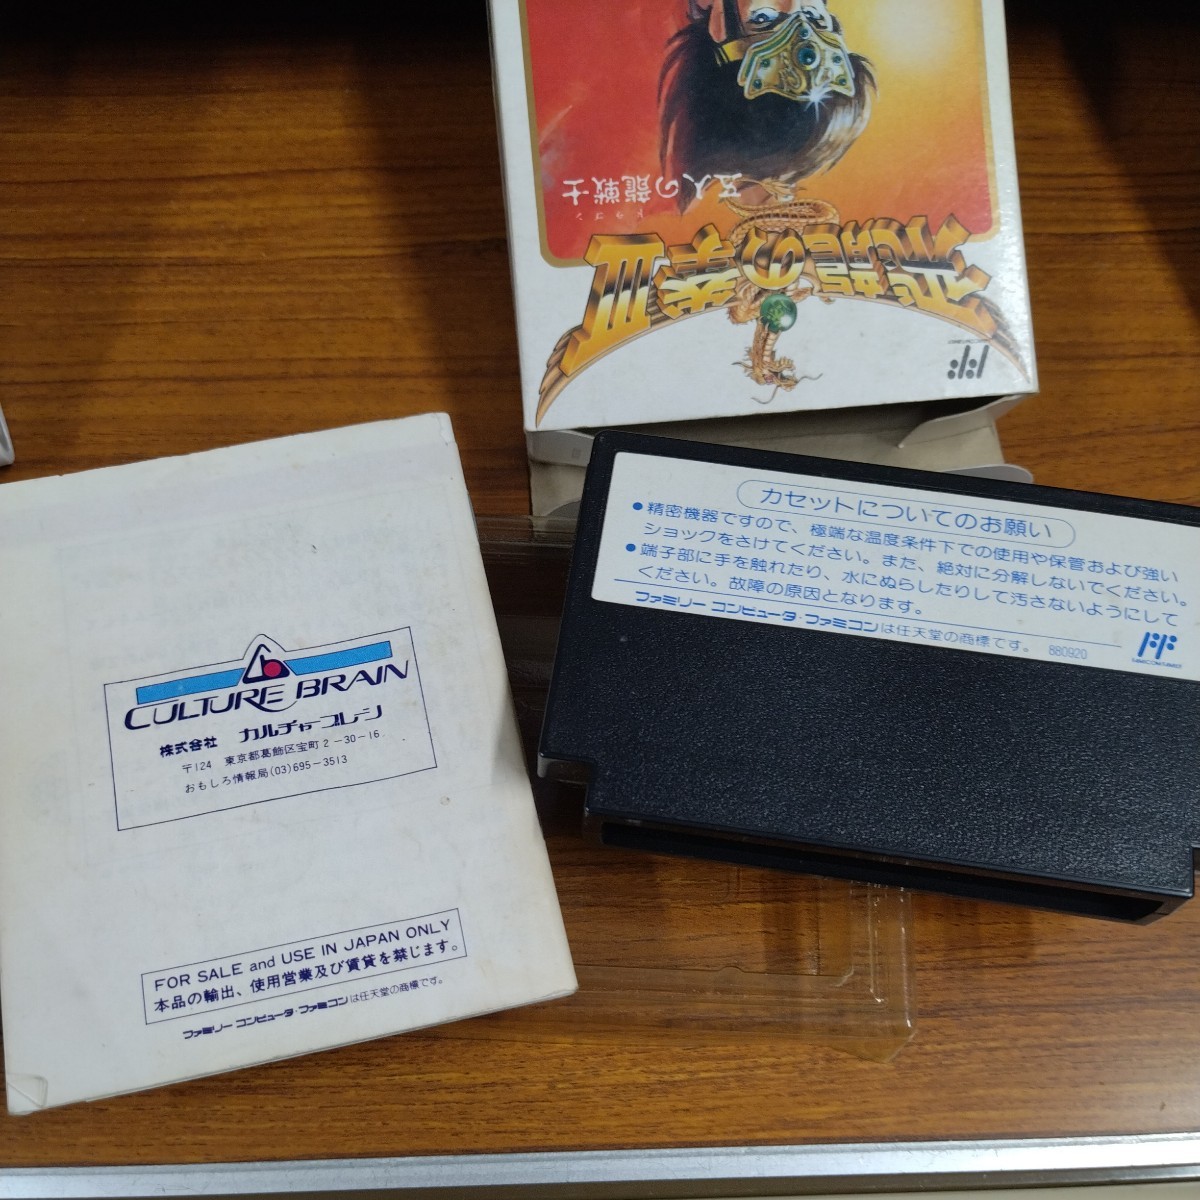 飛龍の拳II
ドラゴン
五人の龍戦士
カセットについてのお願い
●精密機器ですので、極端な温度条件下での使用や保管および強い
ショックをさけてください。また、絶対に分解しないでください。
●端子部に手を触れたり、水にぬらしたりして汚さないようにして
ください。故障の原因となります。
ファミリーコンピュータ・ファミコンは任天堂の商標です。 880920
CULTURE BRAIN
株式会社 カルチャーブレーン
〒124 東京都葛飾区宝町2-30-16
おもしろ情報局(03)695-3513
FOR SALE and USE IN JAPAN ONLY
本品の輸出、使用営業及び賃貸を禁じます。
ファミリーコンピュータ・ファミコンは任天堂の商標です。